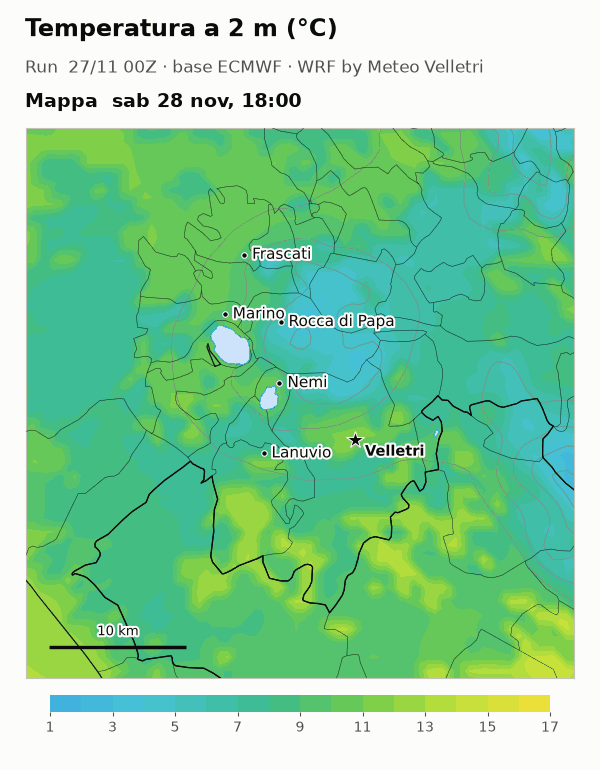 Temperatura a 2 m (°C)
Run  27/11 00Z · base ECMWF · WRF by Meteo Velletri
Mappa  sab 28 nov, 18:00
Frascati
Marino
Rocca di Papa
Nemi
Velletri
Lanuvio
10 km
1 3 5 7 9 11 13 15 17